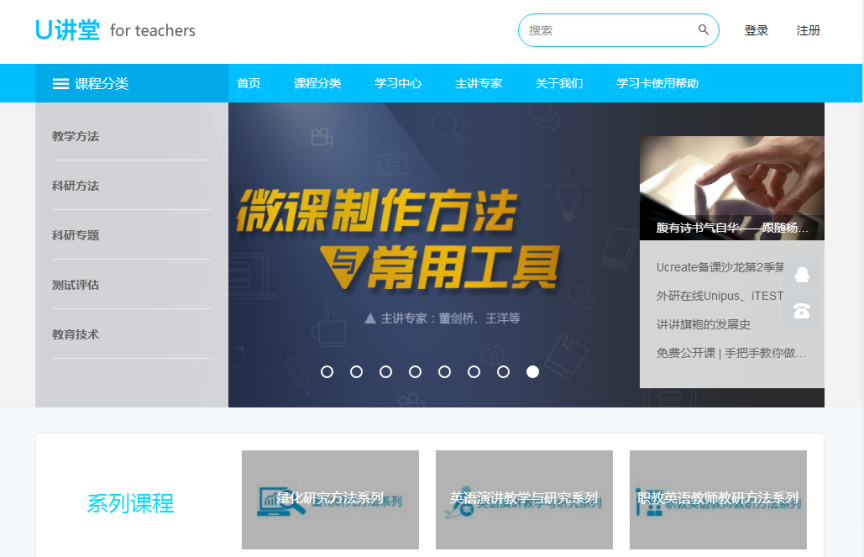 U讲堂 for teachers
搜索
登录
注册
课程分类
首页
课程分类
学习中心
主讲专家
关于我们
学习卡使用帮助
教学方法
科研方法
科研专题
测试评估
教育技术
微课制作方法
与常用工具
▲ 主讲专家：董剑桥、王洋等
腹有诗书气自华——跟随杨...
Ucreate备课沙龙第2季第
外研在线Unipus、iTEST
讲讲旗袍的发展史
免费公开课 | 手把手教你做...
系列课程
量化研究方法系列
英语演讲教学与研究系列
职教英语教师教研方法系列